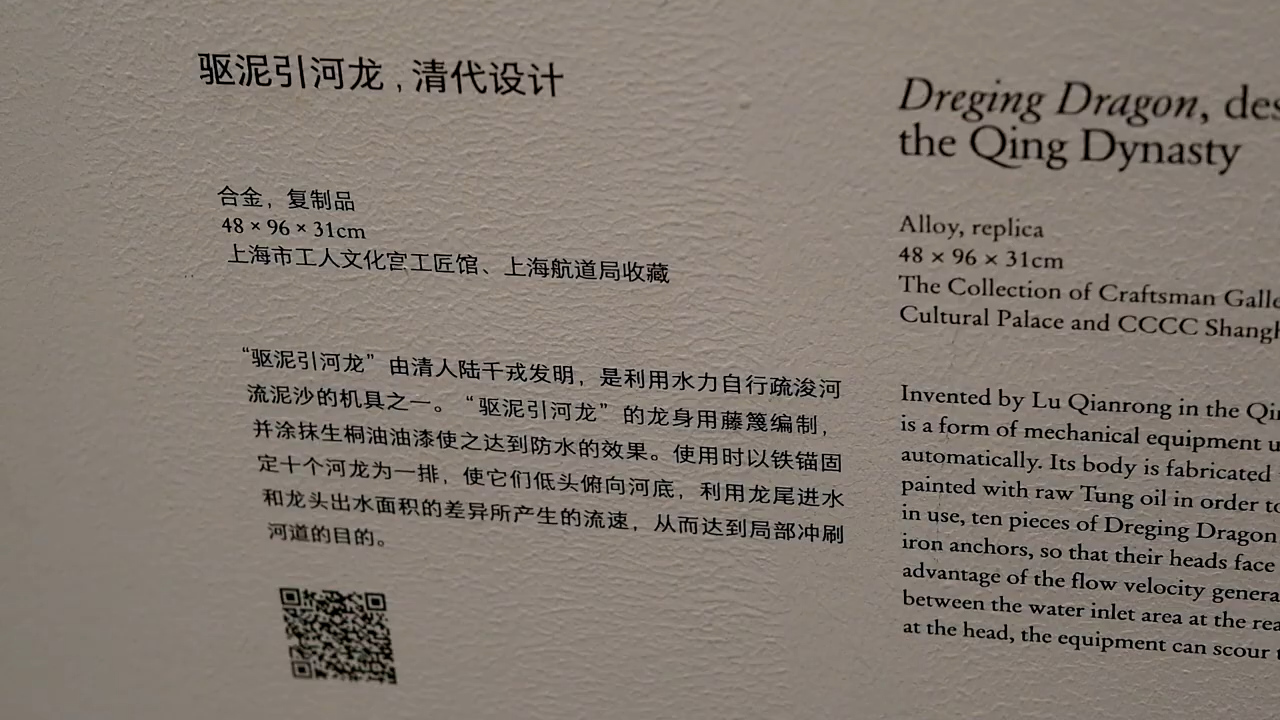 驱泥引河龙，清代设计
合金，复制品
48 × 96 × 31cm
上海市工人文化宫工匠馆、上海航道局收藏
“驱泥引河龙”由清人陆千戎发明，是利用水力自行疏浚河
流泥沙的机具之一。“驱泥引河龙”的龙身用藤篾编制，
并涂抹生桐油油漆使之达到防水的效果。使用时以铁锚固
定十个河龙为一排，使它们低头俯向河底，利用龙尾进水
和龙头出水面积的差异所产生的流速，从而达到局部冲刷
河道的目的。
Dreging Dragon,
the Qing Dynasty
Alloy, replica
48 × 96 × 31cm
The Collection of Craftsman
Cultural Palace and CCCC
Invented by Lu Qianrong in the
is a form of mechanical equipment
automatically. Its body is fabricated
painted with raw Tung oil in order
in use, ten pieces of Dreging Dragon
iron anchors, so that their heads face
advantage of the flow velocity
between the water inlet area at the
at the head, the equipment can scour